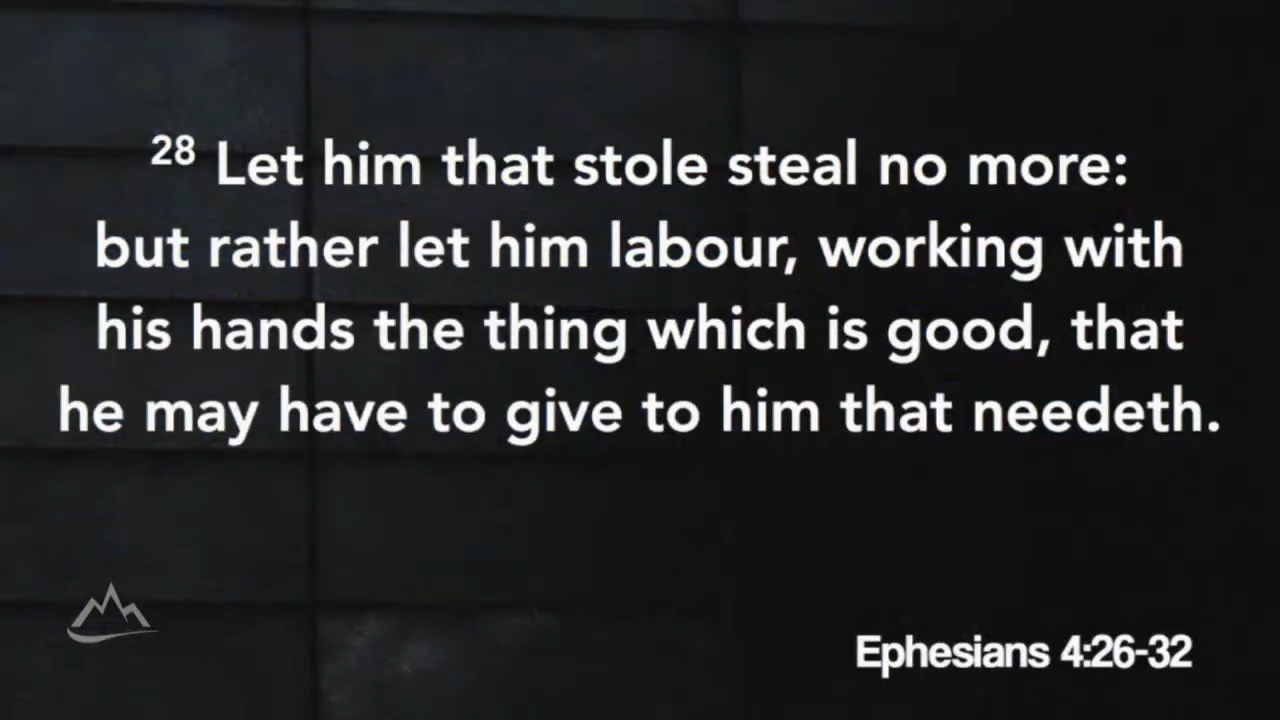 28 Let him that stole steal no more:
but rather let him labour, working with
his hands the thing which is good, that
he may have to give to him that needeth.
Ephesians 4:26-32